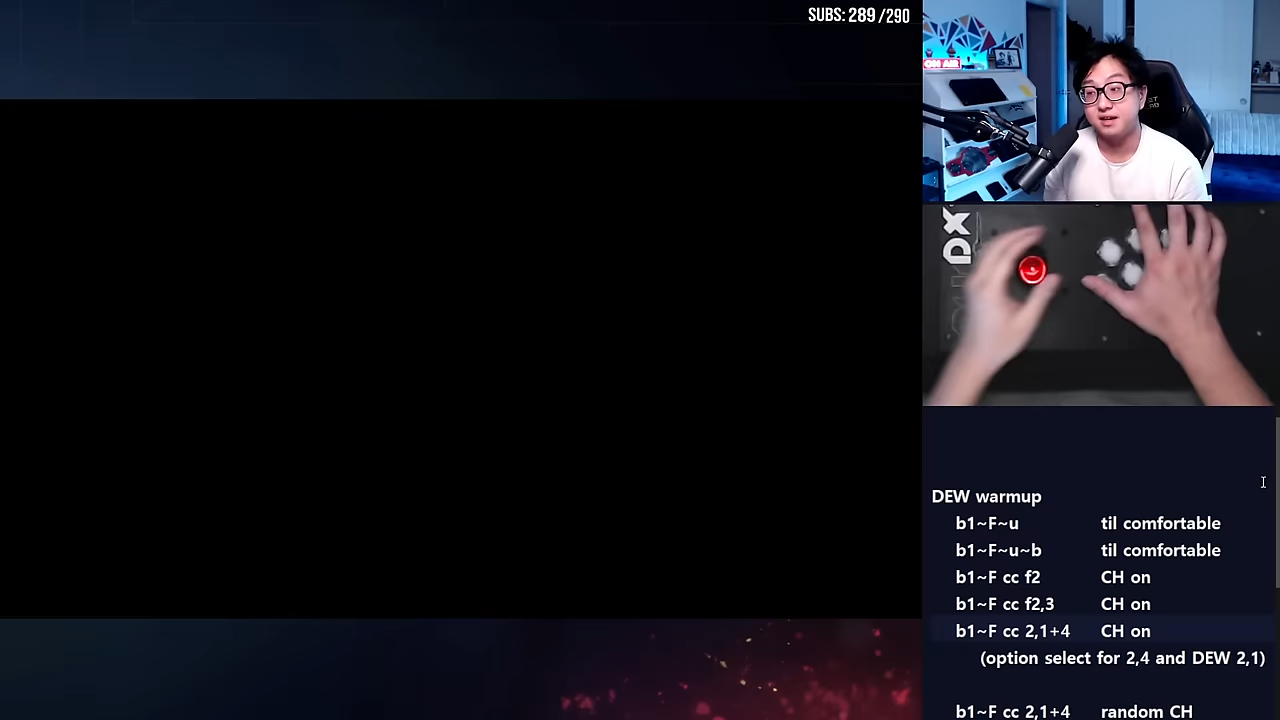 SUBS: 289/290
ON AIR
DX
DEW warmup
b1~F~u til comfortable
b1~F~u~b til comfortable
b1~F cc f2 CH on
b1~F cc f2,3 CH on
b1~F cc 2,1+4 CH on
(option select for 2,4 and DEW 2,1)
b1~F cc 2,1+4 random CH